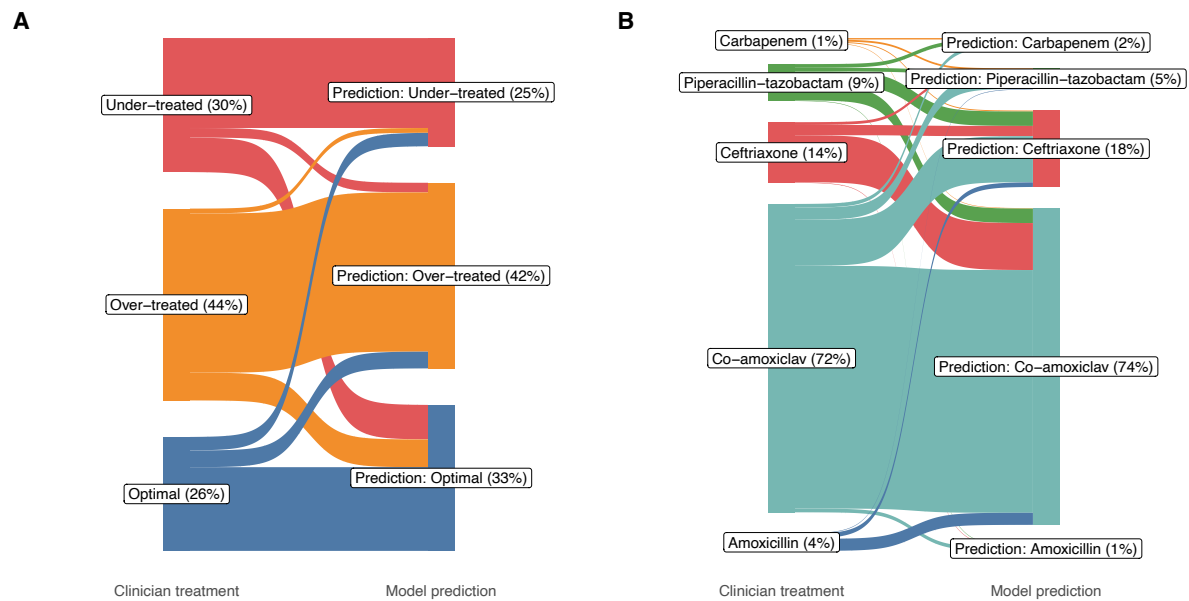 A
Under−treated (30%)
Prediction: Under−treated (25%)
Over−treated (44%)
Prediction: Over−treated (42%)
Optimal (26%)
Prediction: Optimal (33%)
Clinician treatment
Model prediction
B
Carbapenem (1%)
Prediction: Carbapenem (2%)
Piperacillin−tazobactam (9%)
Prediction: Piperacillin−tazobactam (5%)
Ceftriaxone (14%)
Prediction: Ceftriaxone (18%)
Co−amoxiclav (72%)
Prediction: Co−amoxiclav (74%)
Amoxicillin (4%)
Prediction: Amoxicillin (1%)
Clinician treatment
Model prediction